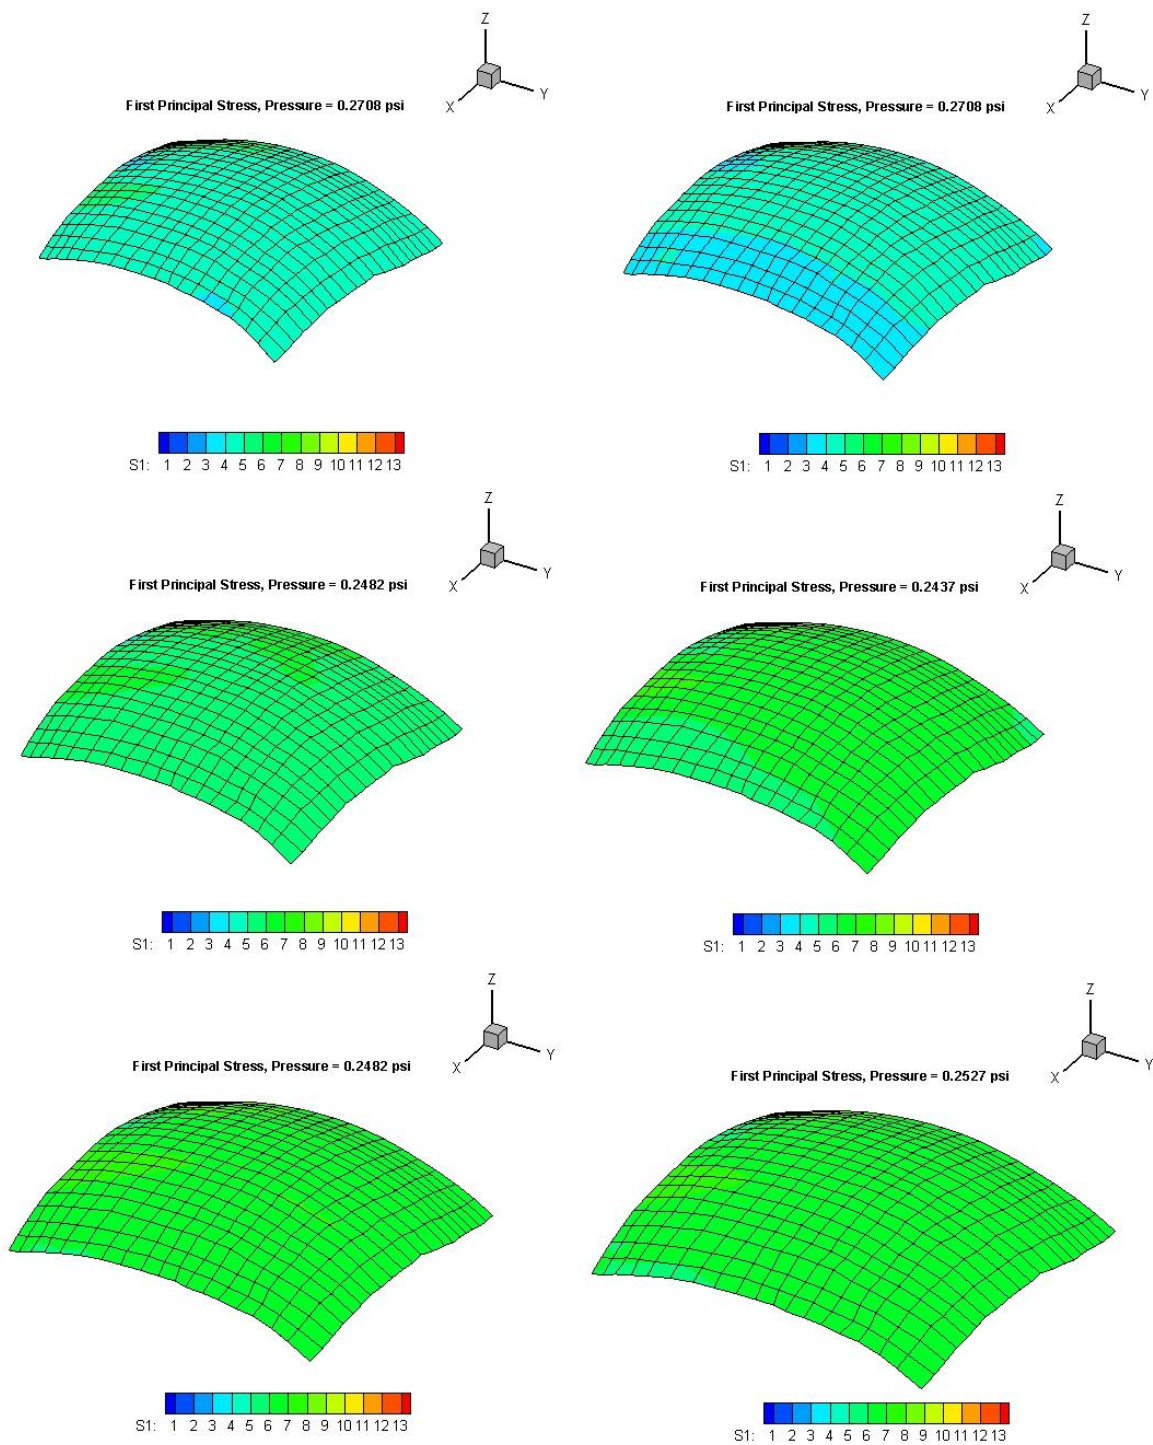 Z
X
Y
First Principal Stress, Pressure = 0.2708 psi
S1: 1 2 3 4 5 6 7 8 9 10 11 12 13
Z
X
Y
First Principal Stress, Pressure = 0.2708 psi
S1: 1 2 3 4 5 6 7 8 9 10 11 12 13
Z
X
Y
First Principal Stress, Pressure = 0.2482 psi
S1: 1 2 3 4 5 6 7 8 9 10 11 12 13
Z
X
Y
First Principal Stress, Pressure = 0.2437 psi
S1: 1 2 3 4 5 6 7 8 9 10 11 12 13
Z
X
Y
First Principal Stress, Pressure = 0.2482 psi
S1: 1 2 3 4 5 6 7 8 9 10 11 12 13
Z
X
Y
First Principal Stress, Pressure = 0.2527 psi
S1: 1 2 3 4 5 6 7 8 9 10 11 12 13